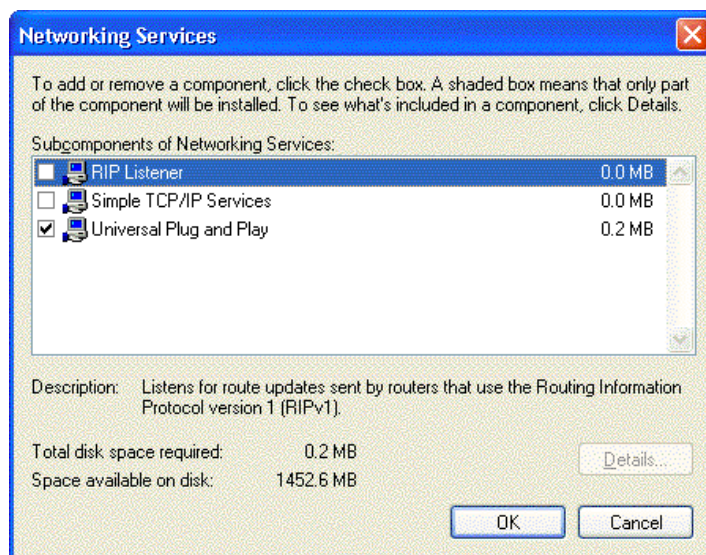 Networking Services
To add or remove a component, click the check box. A shaded box means that only part
of the component will be installed. To see what's included in a component, click Details.
Subcomponents of Networking Services:
RIP Listener 0.0 MB
Simple TCP/IP Services 0.0 MB
Universal Plug and Play 0.2 MB
Description: Listens for route updates sent by routers that use the Routing Information
Protocol version 1 (RIPv1).
Total disk space required: 0.2 MB
Details...
Space available on disk: 1452.6 MB
OK Cancel